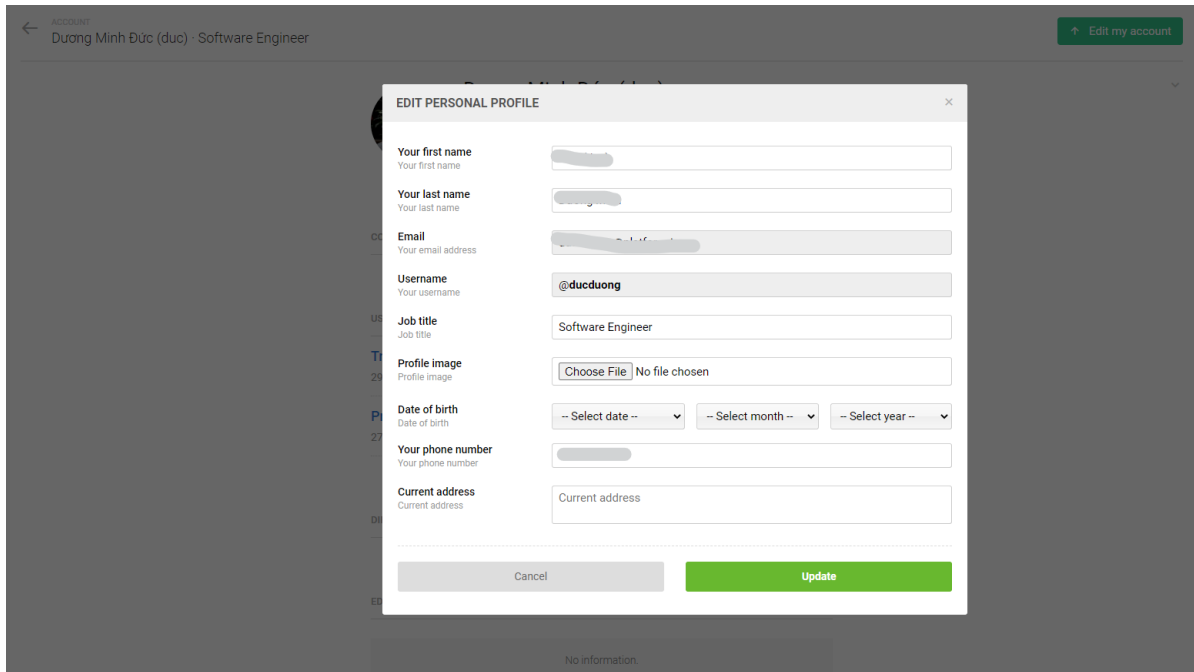 ACCOUNT
Dương Minh Đức (duc) · Software Engineer
Edit my account
EDIT PERSONAL PROFILE
×
Your first name
Your first name
Your last name
Your last name
Email
Your email address
Username
Your username
@ducduong
Job title
Job title
Software Engineer
Profile image
Profile image
Choose File No file chosen
Date of birth
Date of birth
-- Select date --
-- Select month --
-- Select year --
Your phone number
Your phone number
Current address
Current address
Current address
Cancel
Update
No information.